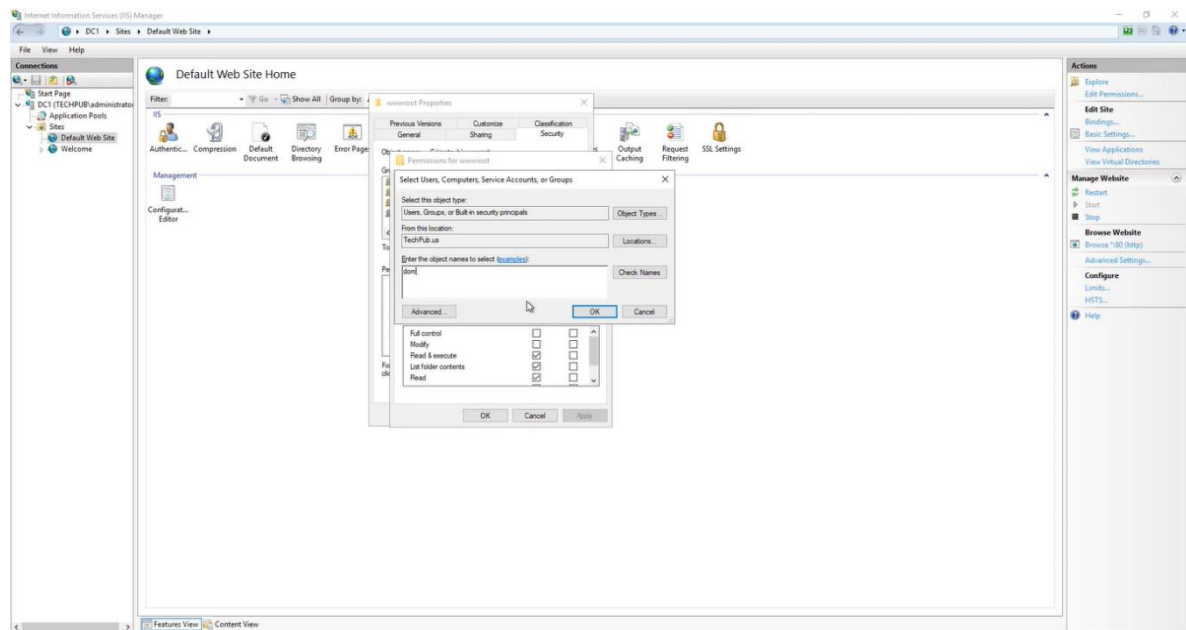 Internet Information Services (IIS) Manager
DC1 Sites Default Web Site
File View Help
Connections
Start Page
DC1 (TECHPUB\administrato
Application Pools
Sites
Default Web Site
Welcome
Default Web Site Home
Filter: Go Show All Group by:
IIS
Authentic... Compression Default Document Directory Browsing Error Page
Output Caching Request Filtering SSL Settings
Management
Configurat... Editor
wwwroot Properties
Previous Versions Customize Classification
General Sharing Security
Permissions for wwwroot
Select Users, Computers, Service Accounts, or Groups
Select this object type:
Users, Groups, or Built-in security principals Object Types...
From this location:
TechPub.us Locations...
Enter the object names to select (examples):
dom Check Names
Advanced... OK Cancel
Full control
Modify
Read & execute
List folder contents
Read
OK Cancel Apply
Features View Content View
Actions
Explore
Edit Permissions...
Edit Site
Bindings...
Basic Settings...
View Applications
View Virtual Directories
Manage Website
Restart
Start
Stop
Browse Website
Browse *:80 (http)
Advanced Settings...
Configure
Limits...
HSTS...
Help